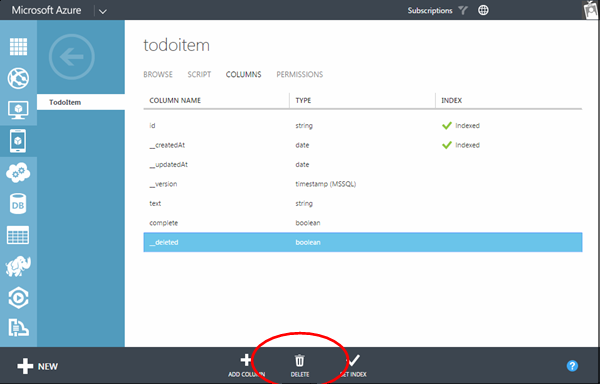 Microsoft Azure Subscriptions
todoitem
BROWSE SCRIPT COLUMNS PERMISSIONS
TodoItem
COLUMN NAME TYPE INDEX
id string Indexed
__createdAt date Indexed
__updatedAt date
__version timestamp (MSSQL)
text string
complete boolean
__deleted boolean
DB
NEW ADD COLUMN DELETE SET INDEX ?